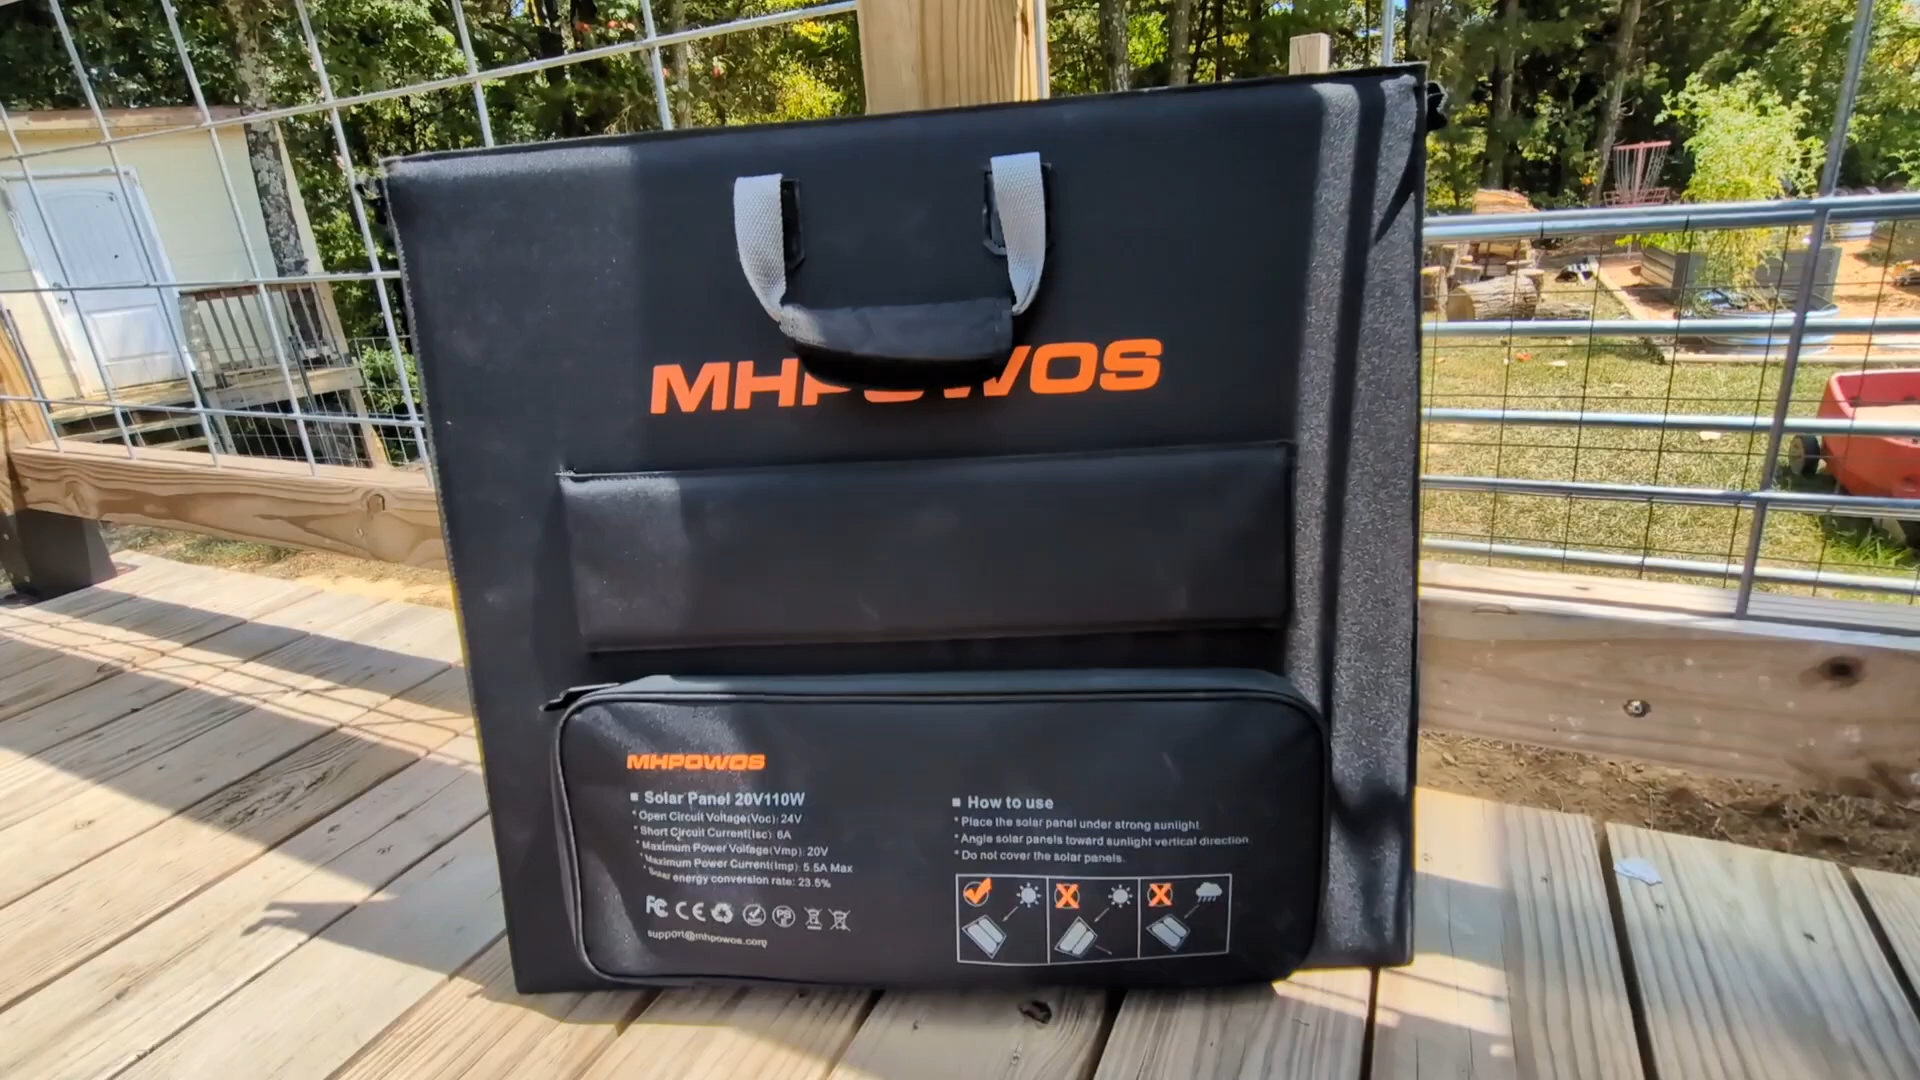 MHPOWOS
MHPOWOS
■ Solar Panel 20V110W
* Open Circuit Voltage(Voc): 24V
* Short Circuit Current(Isc): 6A
* Maximum Power Voltage(Vmp): 20V
* Maximum Power Current(Imp): 5.5A Max
* Solar energy conversion rate: 23.5%
FC CE PS
support@mhpowos.com
■ How to use
* Place the solar panel under strong sunlight.
* Angle solar panels toward sunlight vertical direction.
* Do not cover the solar panels.